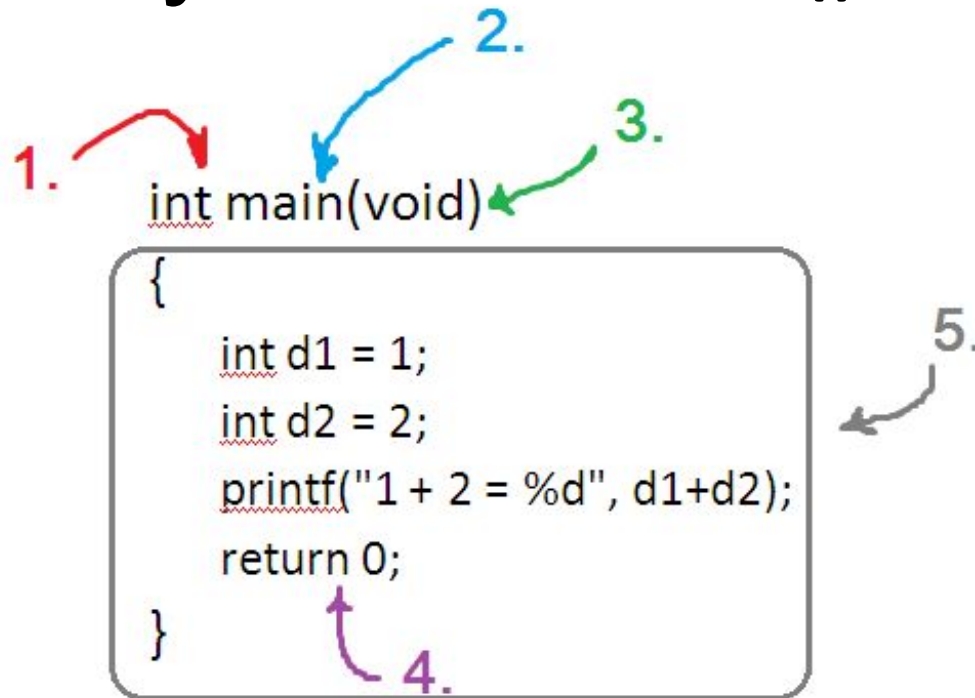 2.
3.
1.
int main(void)
{
int d1 = 1;
5.
int d2 = 2;
printf("1 + 2 = %d", d1+d2);
return 0;
}
4.